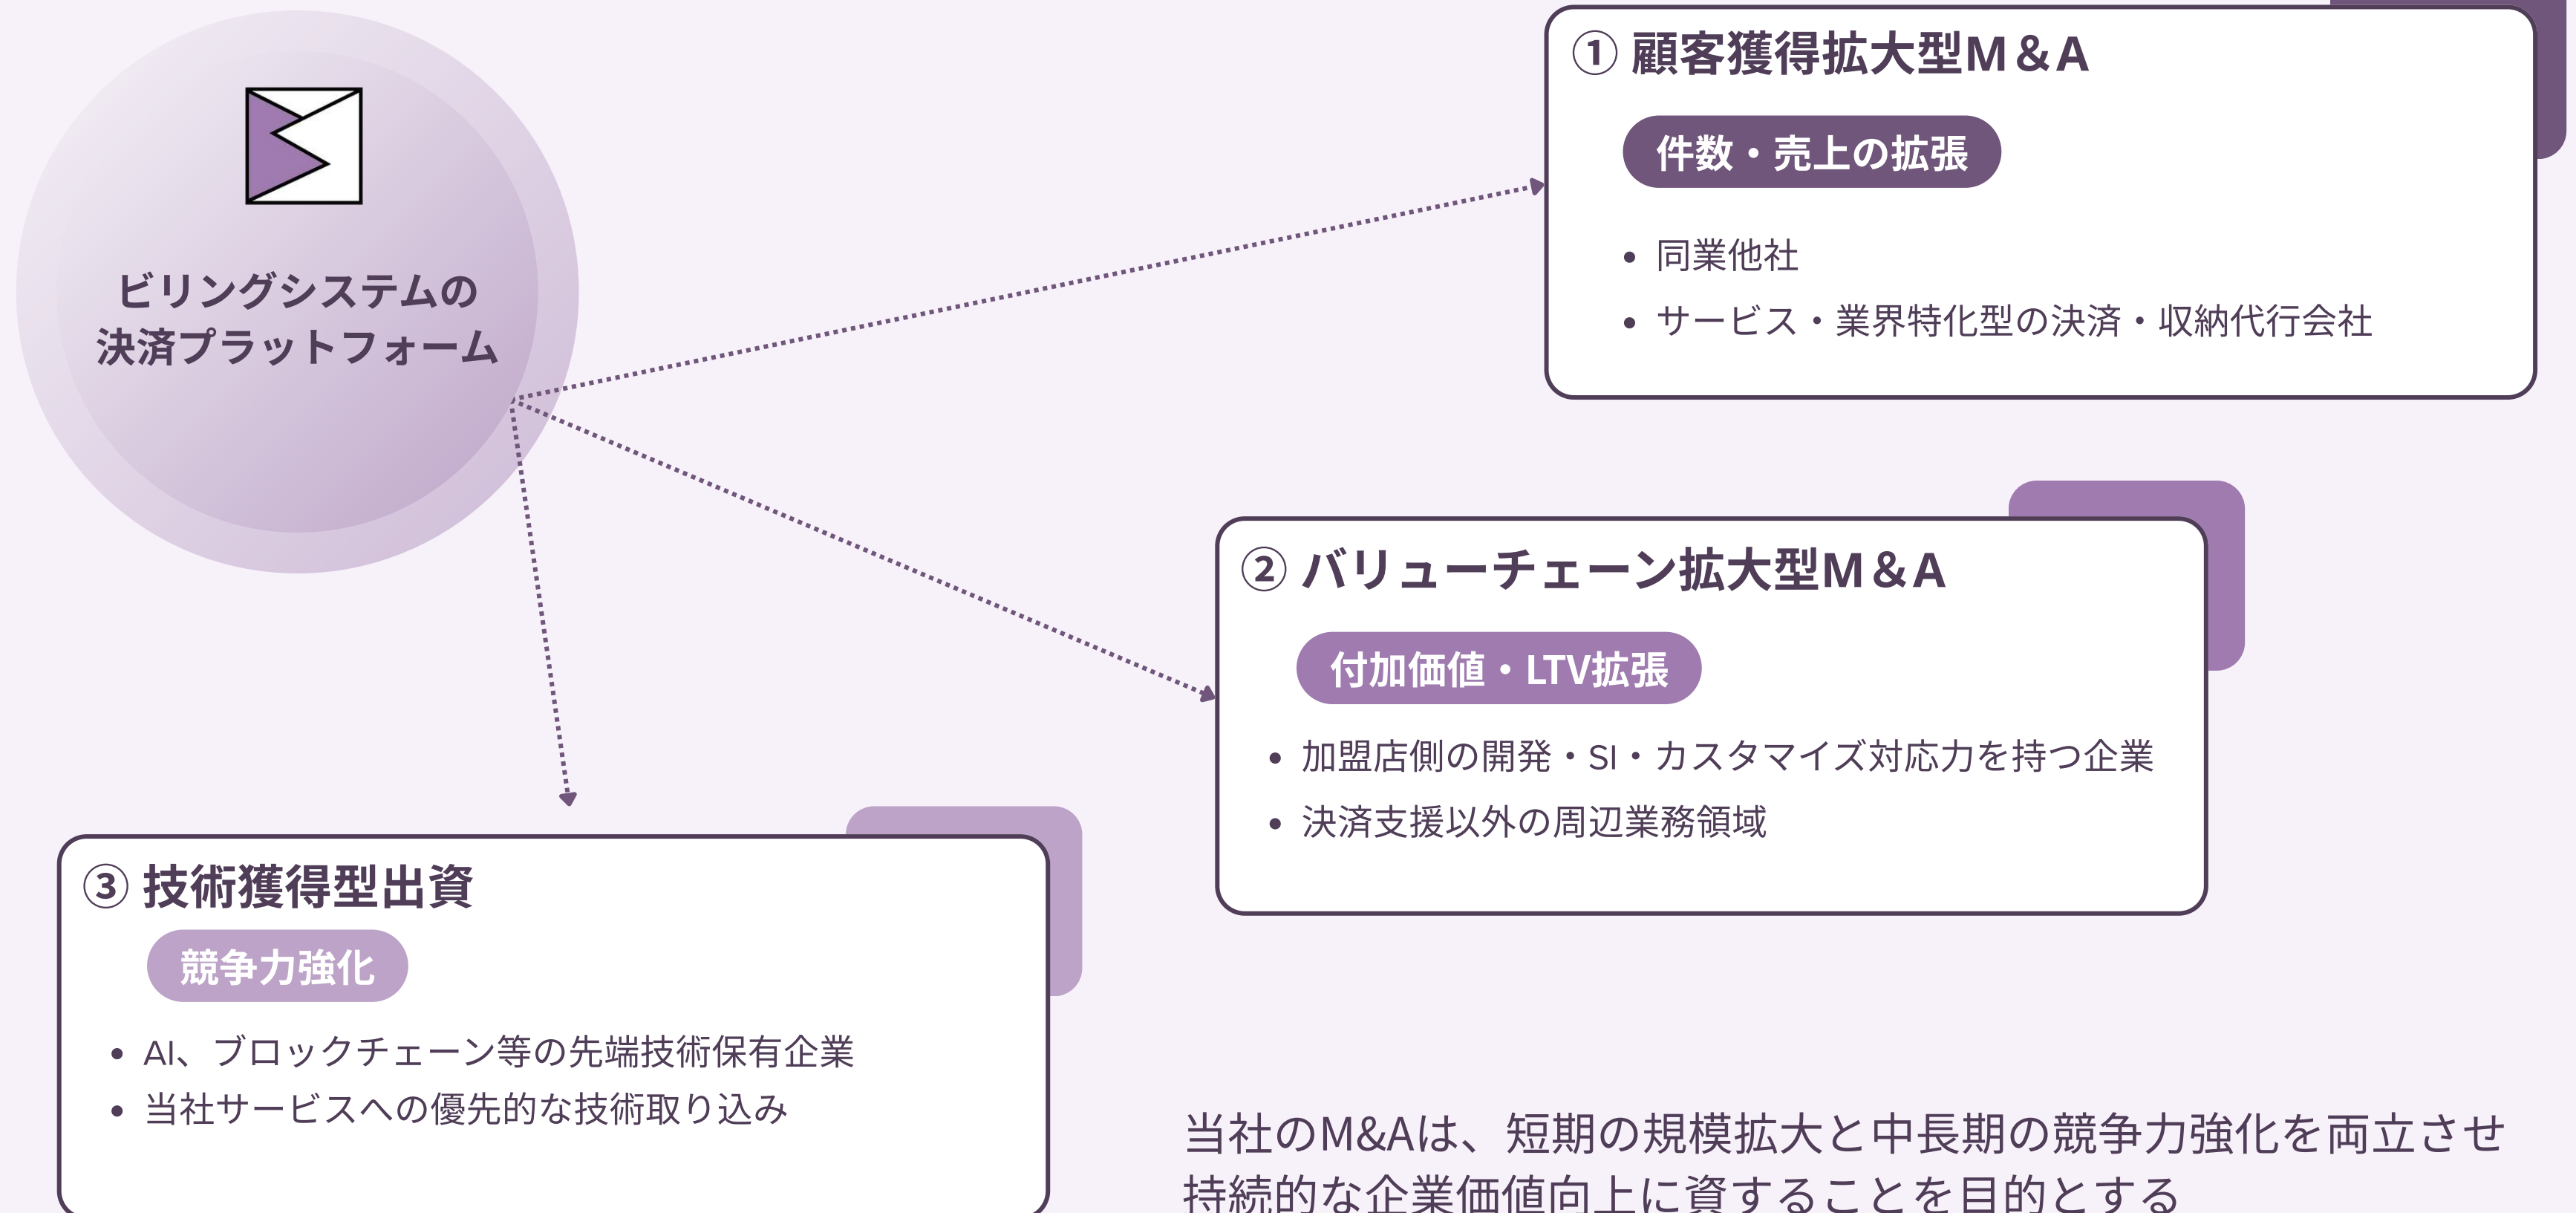 ビリングシステムの
決済プラットフォーム
① 顧客獲得拡大型M&A
件数・売上の拡張
• 同業他社
• サービス・業界特化型の決済・収納代行会社
② バリューチェーン拡大型M&A
付加価値・LTV拡張
• 加盟店側の開発・SI・カスタマイズ対応力を持つ企業
• 決済支援以外の周辺業務領域
③ 技術獲得型出資
競争力強化
• AI、ブロックチェーン等の先端技術保有企業
• 当社サービスへの優先的な技術取り込み
当社のM&Aは、短期の規模拡大と中長期の競争力強化を両立させ
持続的な企業価値向上に資することを目的とする